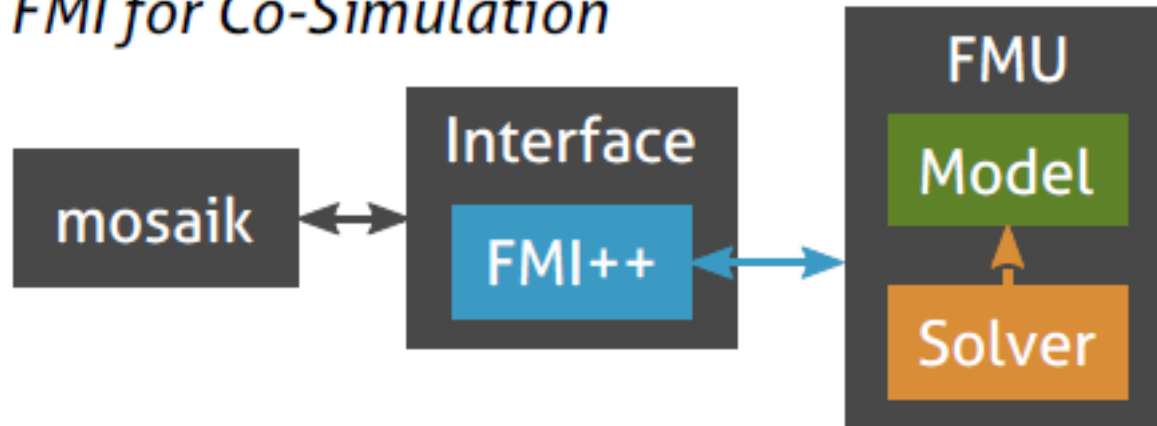 FMI for Co-Simulation
FMU
Interface
Model
mosaik
FMI++
Solver